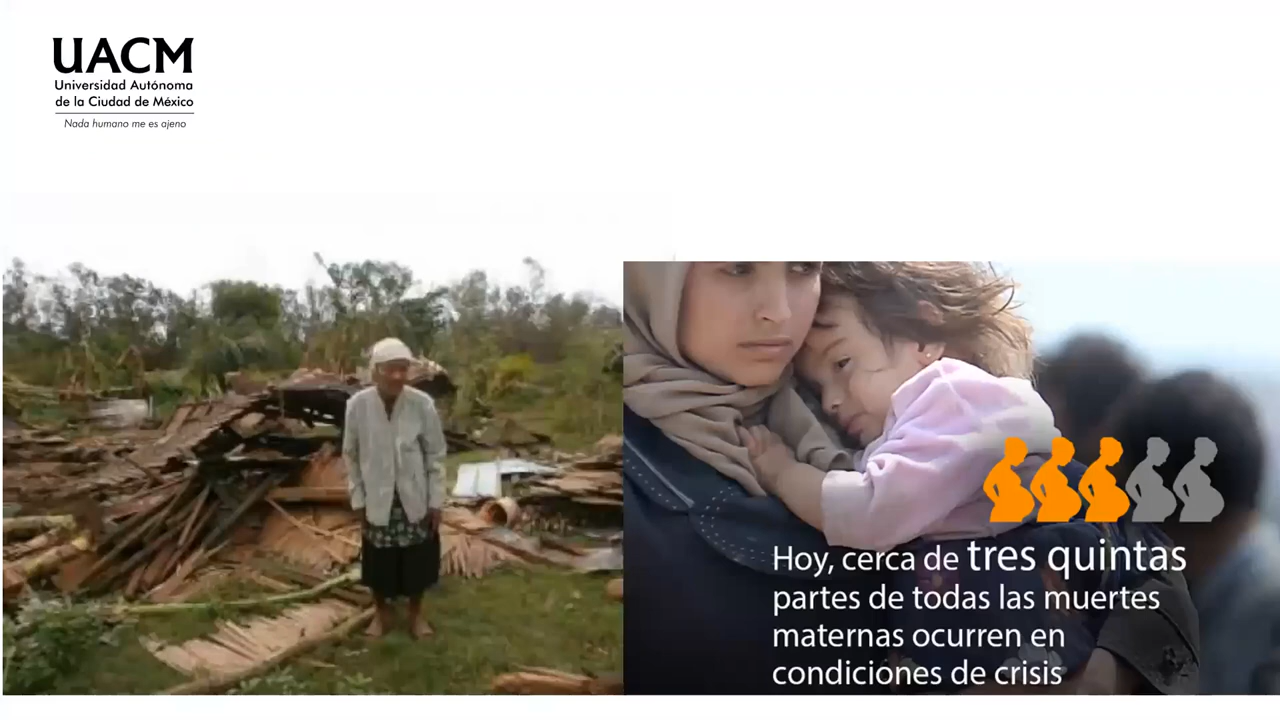 UACM
Universidad Autónoma
de la Ciudad de México
Nada humano me es ajeno
Hoy, cerca de tres quintas
partes de todas las muertes
maternas ocurren en
condiciones de crisis